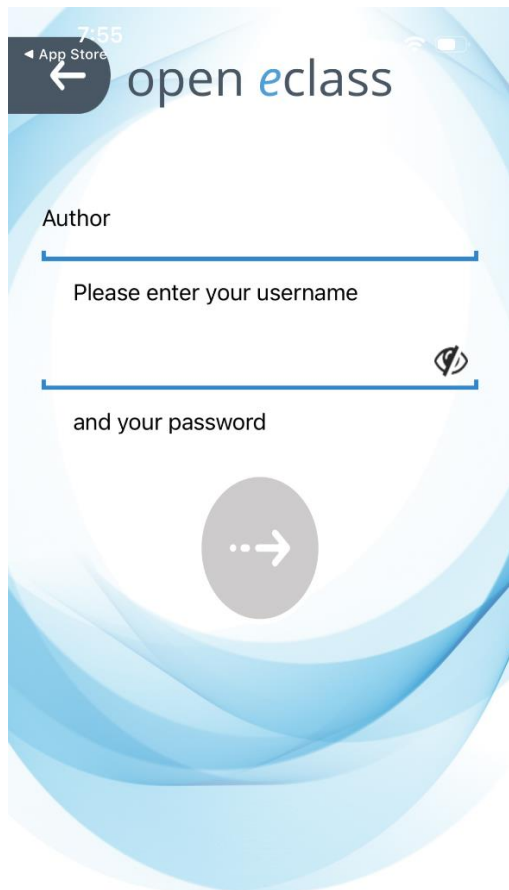 7:55
◄ App Store
open eclass
Author
Please enter your username
and your password